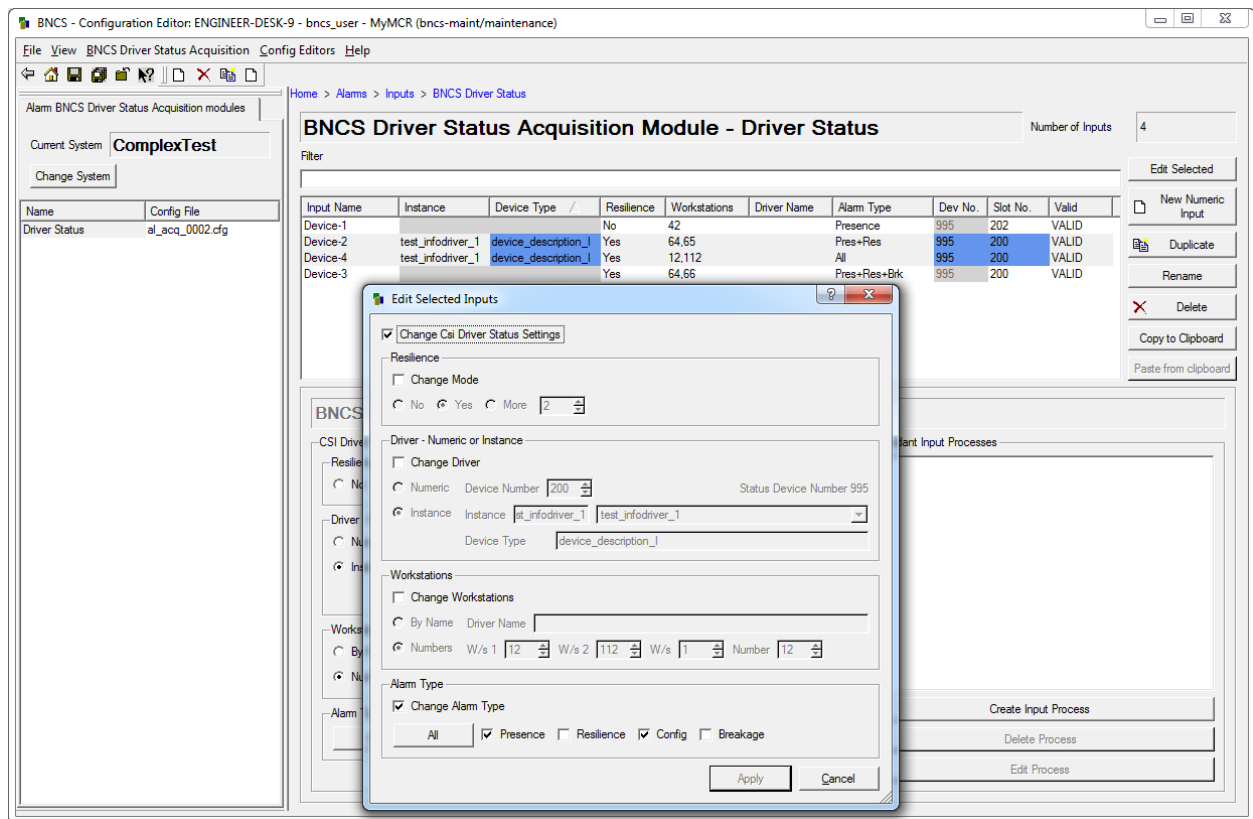 BNCS - Configuration Editor: ENGINEER-DESK-9 - bncs_user - MyMCR (bncs-maint/maintenance)
File View BNCS Driver Status Acquisition Config Editors Help
Home > Alarms > Inputs > BNCS Driver Status
Alarm BNCS Driver Status Acquisition modules
Current System ComplexTest
Change System
Name Config File
Driver Status al_acq_0002.cfg
BNCS Driver Status Acquisition Module - Driver Status
Number of Inputs 4
Filter
Input Name Instance Device Type Resilience Workstations Driver Name Alarm Type Dev No. Slot No. Valid
Device-1 No 42 Presence 995 202 VALID
Device-2 test_infodriver_1 device_description_I Yes 64,65 Pres+Res 995 200 VALID
Device-4 test_infodriver_1 device_description_I Yes 12,112 All 995 200 VALID
Device-3 Yes 64,66 Pres+Res+Brk 995 200 VALID
Edit Selected
New Numeric Input
Duplicate
Rename
Delete
Copy to Clipboard
Paste from clipboard
BNCS
CSI Drive
Resilie
Driver
Works
Alarm
Edit Selected Inputs
Change Csi Driver Status Settings
Resilience
Change Mode
No Yes More 2
Driver - Numeric or Instance
Change Driver
Numeric Device Number 200 Status Device Number 995
Instance Instance st_infodriver_1 test_infodriver_1
Device Type device_description_I
Workstations
Change Workstations
By Name Driver Name
Numbers W/s 1 12 W/s 2 112 W/s 1 Number 12
Alarm Type
Change Alarm Type
All Presence Resilience Config Breakage
Apply Cancel
dant Input Processes
Create Input Process
Delete Process
Edit Process